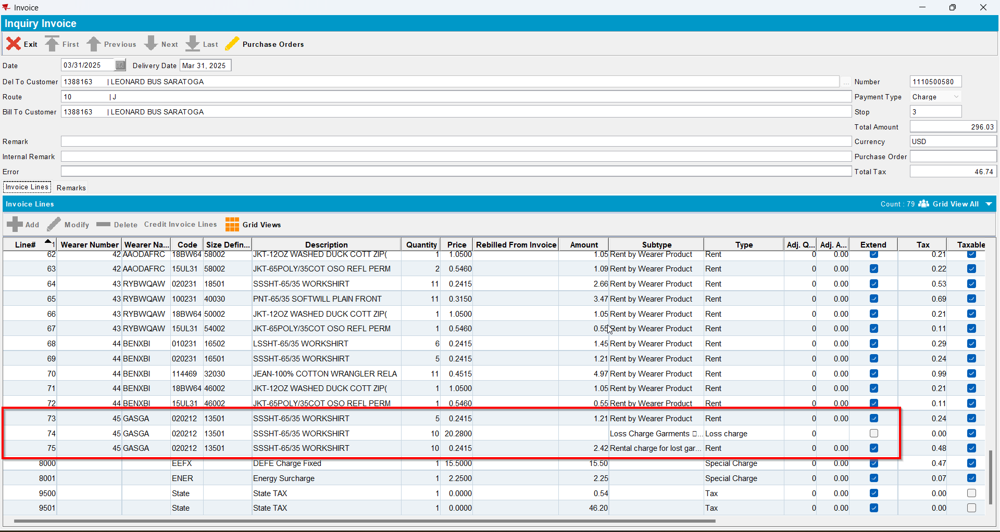 Invoice
Inquiry Invoice
Exit First Previous Next Last Purchase Orders
Date 03/31/2025 Delivery Date Mar 31, 2025
Del To Customer 1388163 | LEONARD BUS SARATOGA ... Number 1110500580
Route 10 | J Payment Type Charge
Bill To Customer 1388163 | LEONARD BUS SARATOGA Stop 3
Total Amount 296.03
Remark Currency USD
Internal Remark Purchase Order
Error Total Tax 46.74
Invoice Lines Remarks
Invoice Lines Count : 79 Grid View All
Add Modify Delete Credit Invoice Lines Grid Views
Line# 1 Wearer Number Wearer Na... Code Size Defin... Description Quantity Price Rebilled From Invoice Amount Subtype Type Adj. Q... Adj. A... Extend Tax Taxable
62 42 AAODAFRC 18BW64 58002 JKT-12OZ WASHED DUCK COTT ZIP( 1 1.0500 1.05 Rent by Wearer Product Rent 0 0.00 0.21
63 42 AAODAFRC 15UL31 58002 JKT-65POLY/35COT OSO REFL PERM 2 0.5460 1.09 Rent by Wearer Product Rent 0 0.00 0.22
64 43 RYBWQAW 020231 18501 SSSHT-65/35 WORKSHIRT 11 0.2415 2.66 Rent by Wearer Product Rent 0 0.00 0.53
65 43 RYBWQAW 100231 40030 PNT-65/35 SOFTWILL PLAIN FRONT 11 0.3150 3.47 Rent by Wearer Product Rent 0 0.00 0.69
66 43 RYBWQAW 18BW64 50002 JKT-12OZ WASHED DUCK COTT ZIP( 1 1.0500 1.05 Rent by Wearer Product Rent 0 0.00 0.21
67 43 RYBWQAW 15UL31 54002 JKT-65POLY/35COT OSO REFL PERM 1 0.5460 0.55 Rent by Wearer Product Rent 0 0.00 0.11
68 44 BENXBI 010231 16502 LSSHT-65/35 WORKSHIRT 6 0.2415 1.45 Rent by Wearer Product Rent 0 0.00 0.29
69 44 BENXBI 020231 16501 SSSHT-65/35 WORKSHIRT 5 0.2415 1.21 Rent by Wearer Product Rent 0 0.00 0.24
70 44 BENXBI 114469 32030 JEAN-100% COTTON WRANGLER RELA 11 0.4515 4.97 Rent by Wearer Product Rent 0 0.00 0.99
71 44 BENXBI 18BW64 46002 JKT-12OZ WASHED DUCK COTT ZIP( 1 1.0500 1.05 Rent by Wearer Product Rent 0 0.00 0.21
72 44 BENXBI 15UL31 46002 JKT-65POLY/35COT OSO REFL PERM 1 0.5460 0.55 Rent by Wearer Product Rent 0 0.00 0.11
73 45 GASGA 020212 13501 SSSHT-65/35 WORKSHIRT 5 0.2415 1.21 Rent by Wearer Product Rent 0 0.00 0.24
74 45 GASGA 020212 13501 SSSHT-65/35 WORKSHIRT 10 20.2800 Loss Charge Garments ▯... Loss charge 0 0.00
75 45 GASGA 020212 13501 SSSHT-65/35 WORKSHIRT 10 0.2415 2.42 Rental charge for lost gar... Rent 0 0.00 0.48
8000 EEFX DEFE Charge Fixed 1 15.5000 15.50 Special Charge 0 0.00 0.47
8001 ENER Energy Surcharge 1 2.2500 2.25 Special Charge 0 0.00 0.07
9500 State State TAX 1 0.0000 0.54 Tax 0 0.00 0.00
9501 State State TAX 1 0.0000 46.20 Tax 0 0.00 0.00